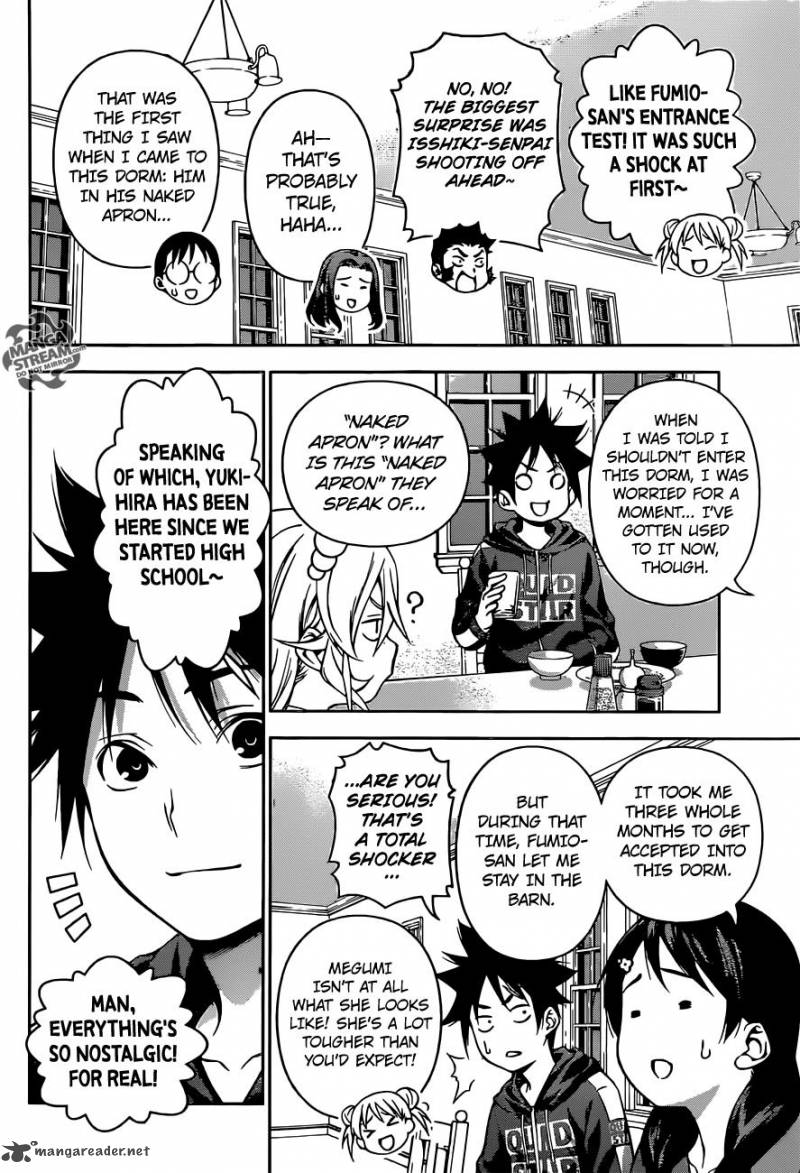 LIKE FUMIO-
SAN'S ENTRANCE
TEST! IT WAS SUCH
A SHOCK AT
FIRST~
NO, NO!
THE BIGGEST
SURPRISE WAS
ISSHIKI-SENPAI
SHOOTING OFF
AHEAD~
AH—
THAT'S
PROBABLY
TRUE,
HAHA.
THAT WAS
THE FIRST
THING I SAW
WHEN I CAME TO
THIS DORM: HIM
IN HIS NAKED
APRON...
MANGA
STREAM.com
DO NOT MIRROR
WHEN
I WAS TOLD I
SHOULDN'T ENTER
THIS DORM, I WAS
WORRIED FOR A
MOMENT... I'VE
GOTTEN USED
TO IT NOW,
THOUGH.
"NAKED
APRON"? WHAT
IS THIS "NAKED
APRON" THEY
SPEAK OF...
?
QUAD
STAR
SPEAKING
OF WHICH, YUKI-
HIRA HAS BEEN
HERE SINCE WE
STARTED HIGH
SCHOOL~
MAN,
EVERYTHING'S
SO NOSTALGIC!
FOR REAL!
IT TOOK ME
THREE WHOLE
MONTHS TO GET
ACCEPTED INTO
THIS DORM.
BUT
DURING THAT
TIME, FUMIO-
SAN LET ME
STAY IN THE
BARN.
...ARE YOU
SERIOUS!
THAT'S
A TOTAL
SHOCKER
...
MEGUMI
ISN'T AT ALL
WHAT SHE LOOKS
LIKE! SHE'S A LOT
TOUGHER THAN
YOU'D EXPECT!
QUAD
STAR
mangareader.net